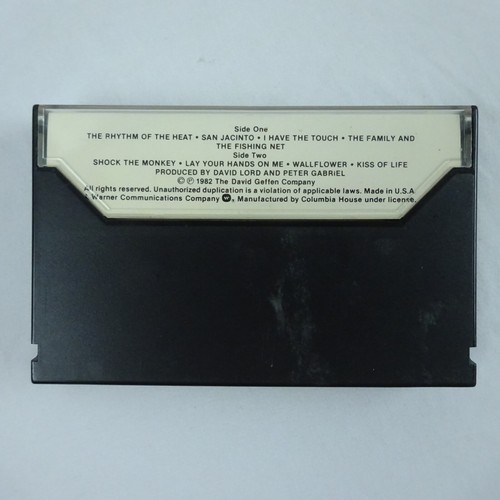 Side One
THE RHYTHM OF THE HEAT • SAN JACINTO • I HAVE THE TOUCH • THE FAMILY AND
THE FISHING NET
Side Two
SHOCK THE MONKEY • LAY YOUR HANDS ON ME • WALLFLOWER • KISS OF LIFE
PRODUCED BY DAVID LORD AND PETER GABRIEL
© ℗ 1982 The David Geffen Company
All rights reserved. Unauthorized duplication is a violation of applicable laws. Made in U.S.A
Warner Communications Company ®. Manufactured by Columbia House under license.